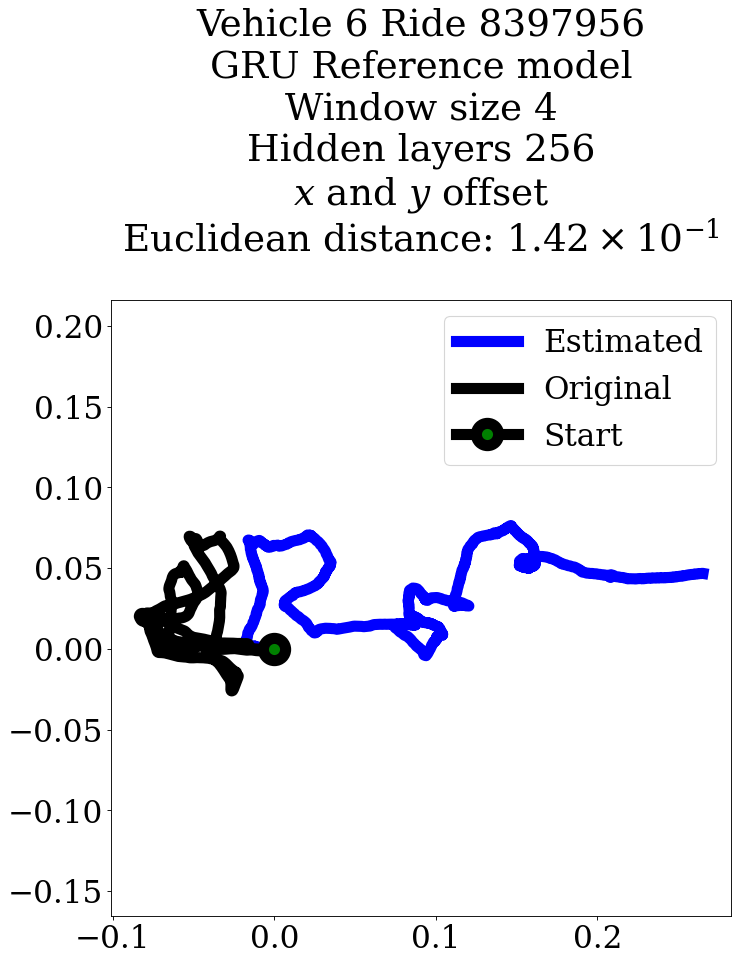 Vehicle 6 Ride 8397956
GRU Reference model
Window size 4
Hidden layers 256
x and y offset
Euclidean distance: 1.42 × 10⁻¹
Estimated
Original
Start
0.20
0.15
0.10
0.05
0.00
−0.05
−0.10
−0.15
−0.1 0.0 0.1 0.2